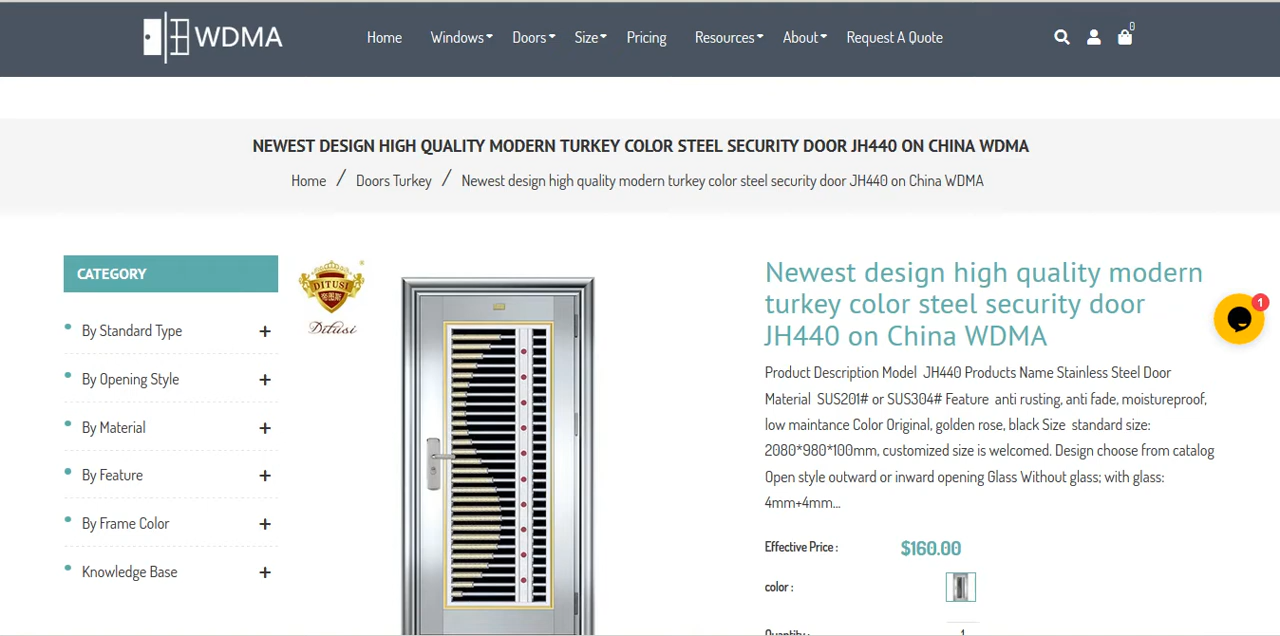 WDMA
Home Windows Doors Size Pricing Resources About Request A Quote
0
NEWEST DESIGN HIGH QUALITY MODERN TURKEY COLOR STEEL SECURITY DOOR JH440 ON CHINA WDMA
Home / Doors Turkey / Newest design high quality modern turkey color steel security door JH440 on China WDMA
CATEGORY
By Standard Type +
By Opening Style +
By Material +
By Feature +
By Frame Color +
Knowledge Base +
DITUSI
帝图斯
Ditusi
Newest design high quality modern
turkey color steel security door
JH440 on China WDMA
Product Description Model JH440 Products Name Stainless Steel Door
Material SUS201# or SUS304# Feature anti rusting, anti fade, moistureproof,
low maintance Color Original, golden rose, black Size standard size:
2080*980*100mm, customized size is welcomed. Design choose from catalog
Open style outward or inward opening Glass Without glass; with glass:
4mm+4mm...
Effective Price : $160.00
color :
Quantity : 1
1